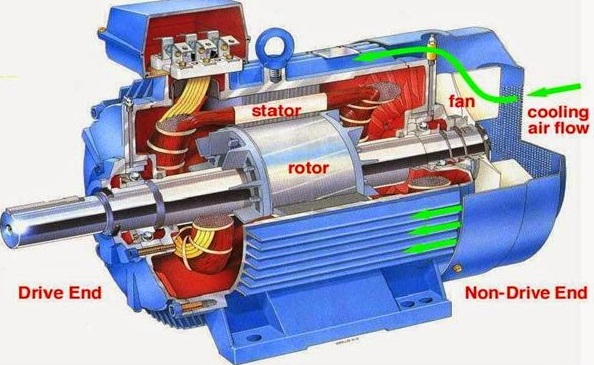 stator
fan
cooling
air flow
rotor
Drive End
Non-Drive End